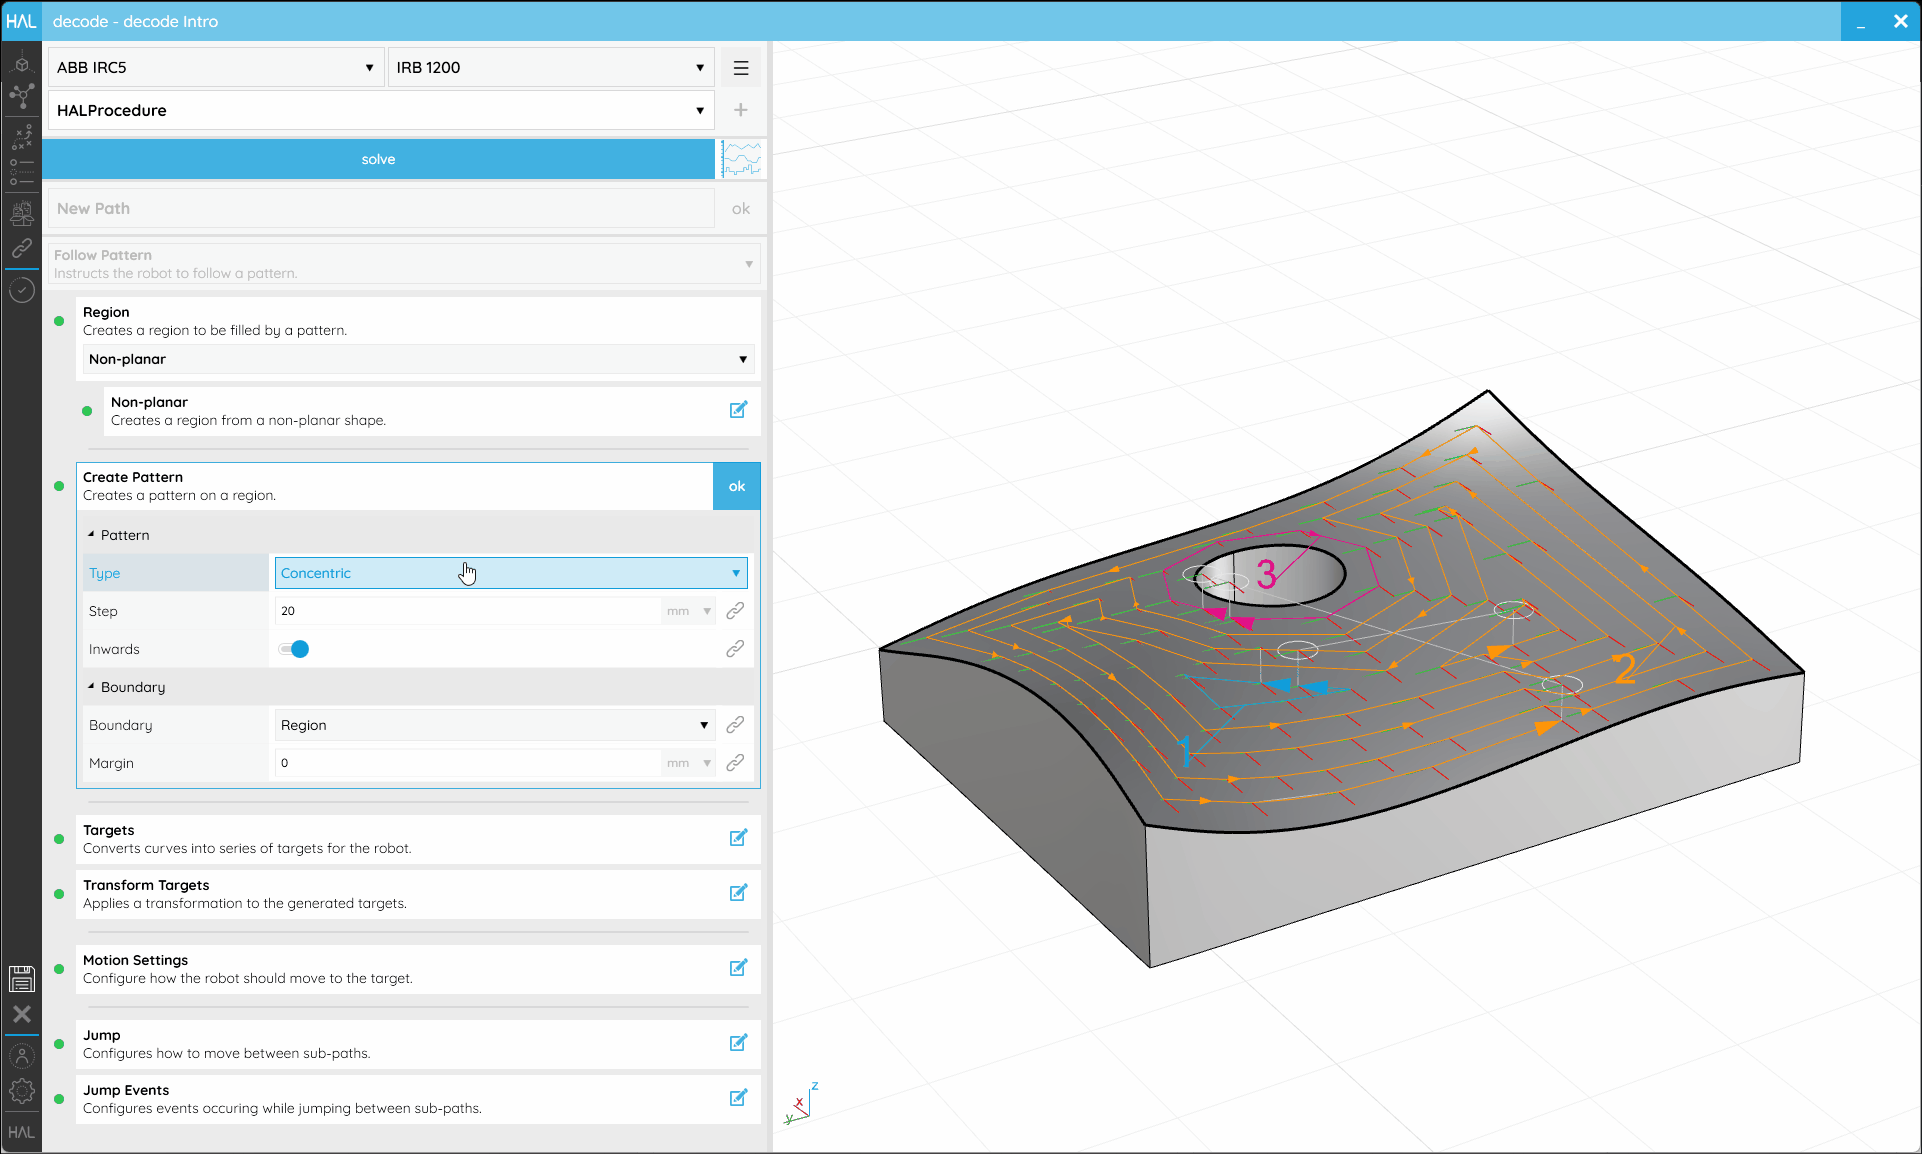 HAL decode - decode Intro
ABB IRC5
IRB 1200
HALProcedure
solve
New Path
ok
Follow Pattern
Instructs the robot to follow a pattern.
Region
Creates a region to be filled by a pattern.
Non-planar
Non-planar
Creates a region from a non-planar shape.
Create Pattern
Creates a pattern on a region.
ok
Pattern
Type
Concentric
Step
20
mm
Inwards
Boundary
Boundary
Region
Margin
0
mm
Targets
Converts curves into series of targets for the robot.
Transform Targets
Applies a transformation to the generated targets.
Motion Settings
Configure how the robot should move to the target.
Jump
Configures how to move between sub-paths.
Jump Events
Configures events occuring while jumping between sub-paths.
HAL
3
2
1
z
x
y